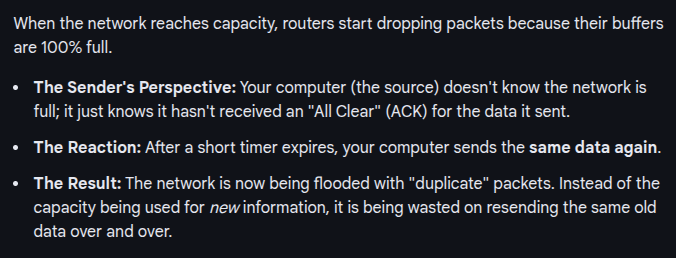 When the network reaches capacity, routers start dropping packets because their buffers
are 100% full.
• The Sender's Perspective: Your computer (the source) doesn't know the network is
full; it just knows it hasn't received an "All Clear" (ACK) for the data it sent.
• The Reaction: After a short timer expires, your computer sends the same data again.
• The Result: The network is now being flooded with "duplicate" packets. Instead of the
capacity being used for new information, it is being wasted on resending the same old
data over and over.